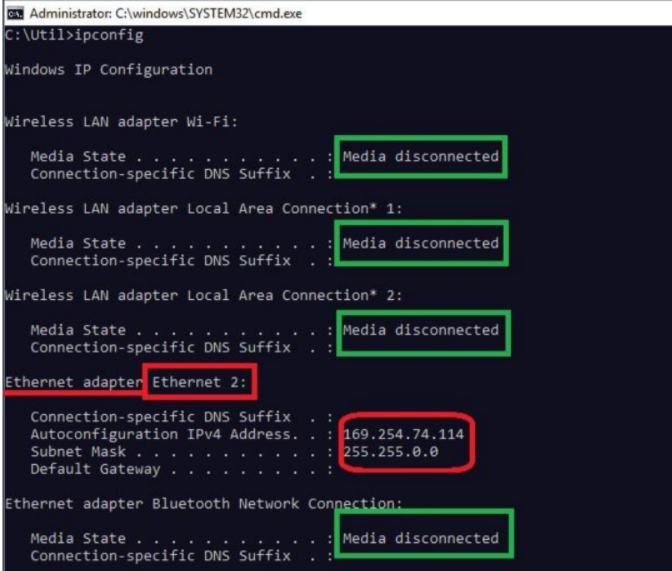 Administrator: C:\windows\SYSTEM32\cmd.exe
C:\Util>ipconfig
Windows IP Configuration
Wireless LAN adapter Wi-Fi:
Media State . . . . . . . . . . . : Media disconnected
Connection-specific DNS Suffix  . :
Wireless LAN adapter Local Area Connection* 1:
Media State . . . . . . . . . . . : Media disconnected
Connection-specific DNS Suffix  . :
Wireless LAN adapter Local Area Connection* 2:
Media State . . . . . . . . . . . : Media disconnected
Connection-specific DNS Suffix  . :
Ethernet adapter Ethernet 2:
Connection-specific DNS Suffix  . :
Autoconfiguration IPv4 Address. . : 169.254.74.114
Subnet Mask . . . . . . . . . . . : 255.255.0.0
Default Gateway . . . . . . . . . :
Ethernet adapter Bluetooth Network Connection:
Media State . . . . . . . . . . . : Media disconnected
Connection-specific DNS Suffix  . :